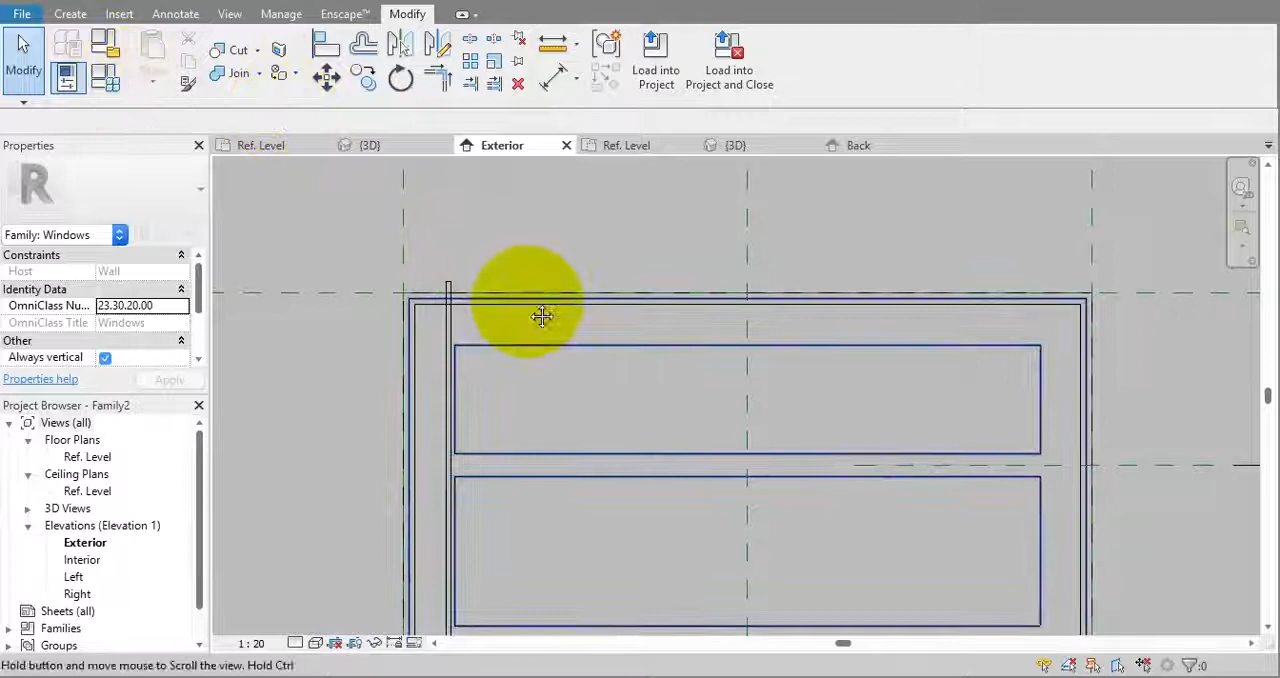 File Create Insert Annotate View Manage Enscape™ Modify
Cut
Join
Modify
Load into
Project
Load into
Project and Close
Properties
Ref. Level
{3D}
Exterior
Ref. Level
{3D}
Back
R
Family: Windows
Constraints
Host Wall
Identity Data
OmniClass Nu... 23.30.20.00
OmniClass Title Windows
Other
Always vertical
Properties help
Apply
Project Browser - Family2
Views (all)
Floor Plans
Ref. Level
Ceiling Plans
Ref. Level
3D Views
Elevations (Elevation 1)
Exterior
Interior
Left
Right
Sheets (all)
Families
Groups
1 : 20
Hold button and move mouse to Scroll the view. Hold Ctrl
:0